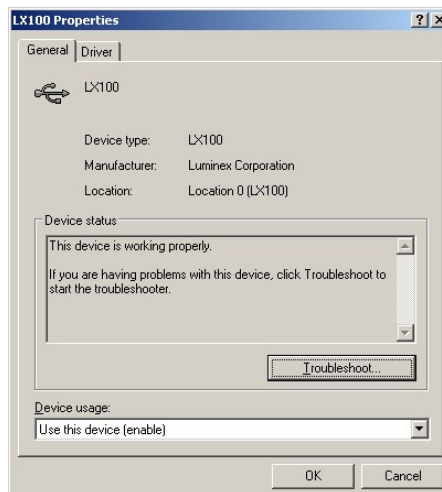 LX100 Properties
General
Driver
LX100
Device type: LX100
Manufacturer: Luminex Corporation
Location: Location 0 (LX100)
Device status
This device is working properly.
If you are having problems with this device, click Troubleshoot to
start the troubleshooter.
Troubleshoot...
Device usage:
Use this device (enable)
OK
Cancel